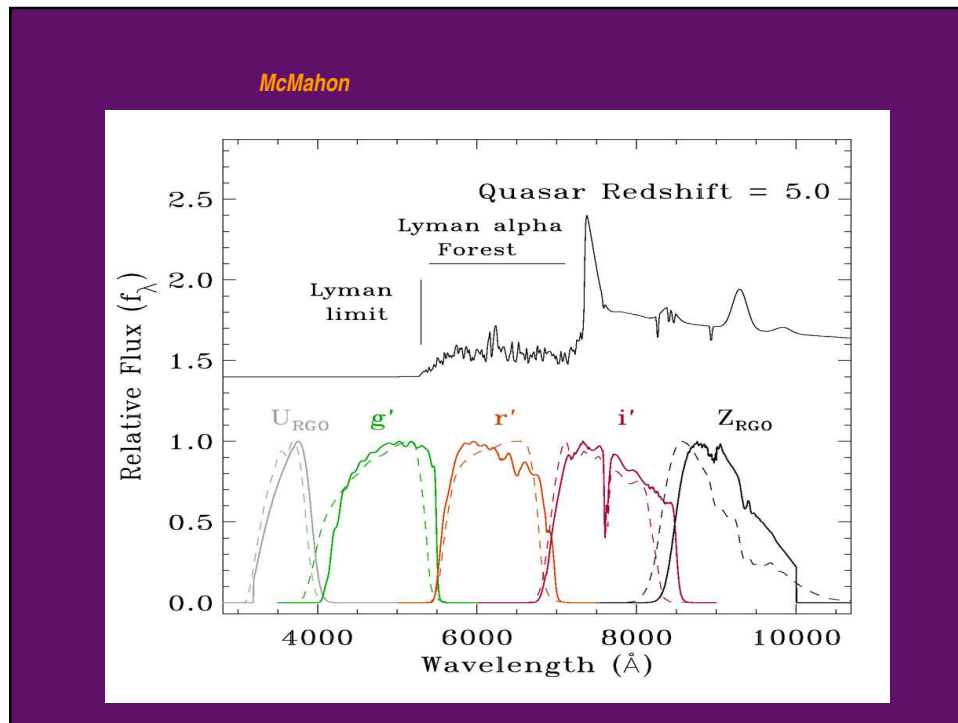 McMahon
Quasar Redshift = 5.0
Lyman alpha
Forest
Lyman
limit
U_RGO g' r' i' Z_RGO
Relative Flux (f_λ)
2.5
2.0
1.5
1.0
0.5
0.0
4000 6000 8000 10000
Wavelength (Å)